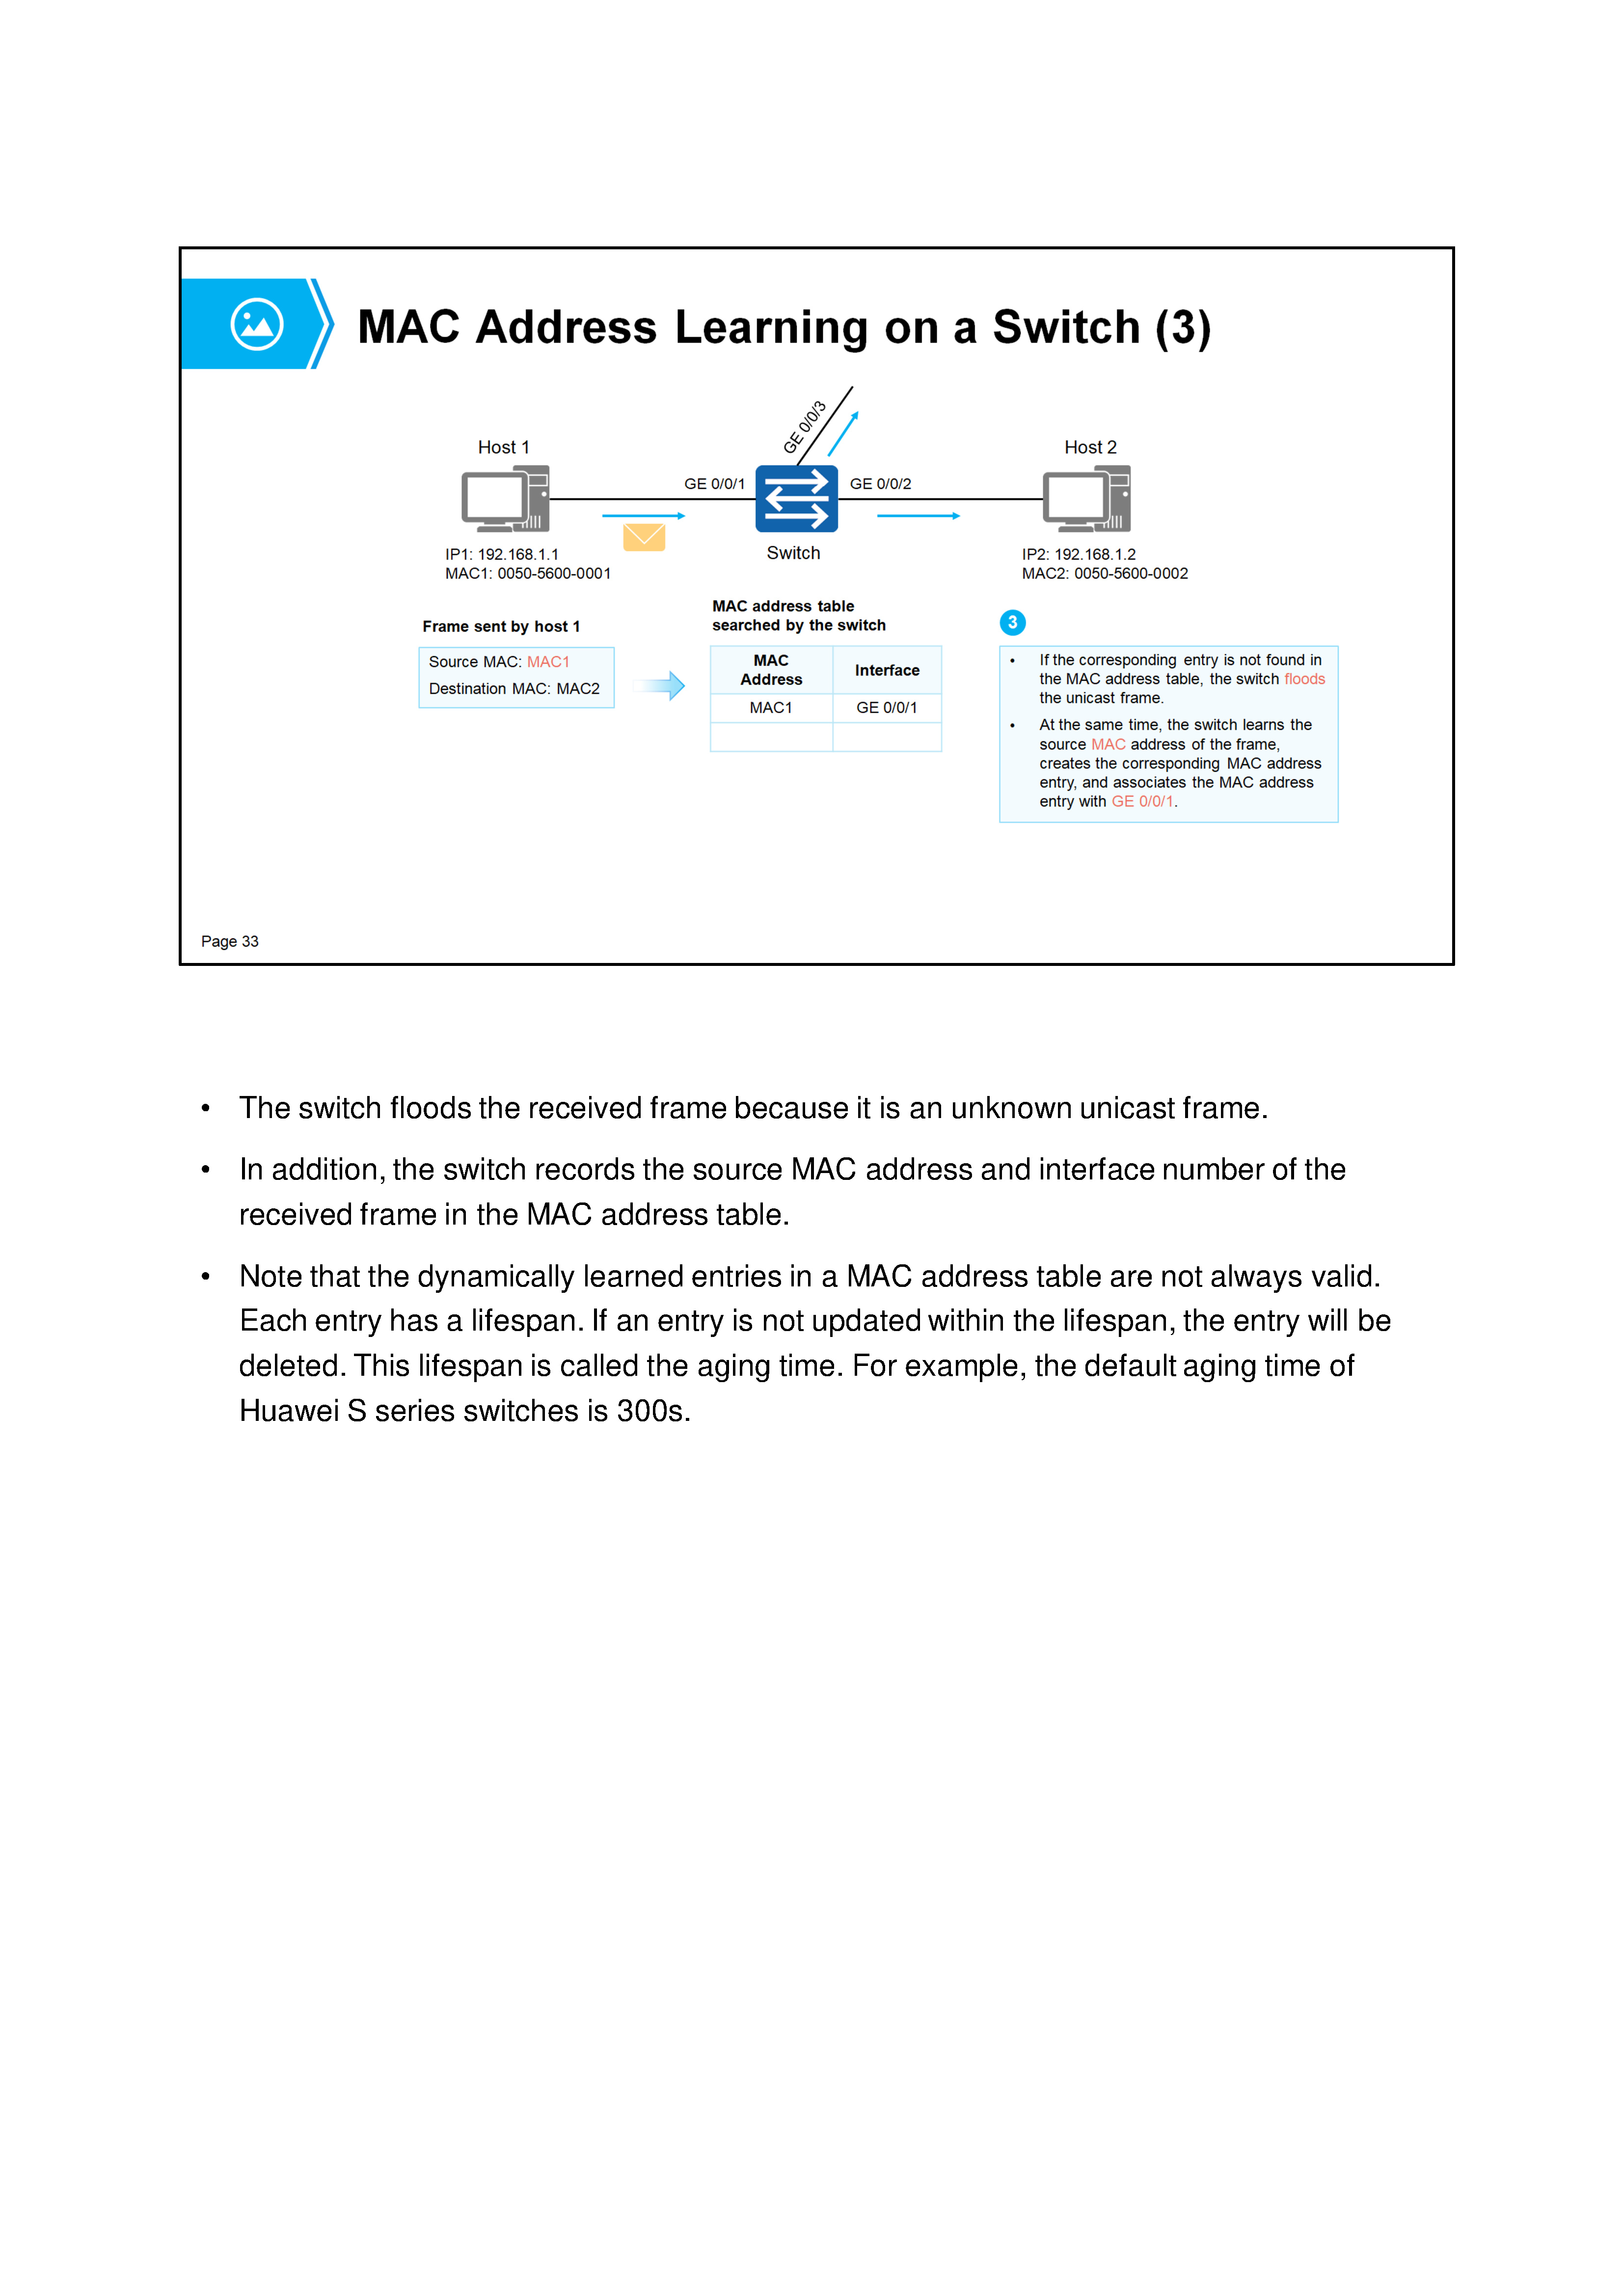 MAC Address Learning on a Switch (3)
GE 0/0/3
Host 1
Host 2
GE 0/0/1
GE 0/0/2
Switch
IP1: 192.168.1.1
MAC1: 0050-5600-0001
IP2: 192.168.1.2
MAC2: 0050-5600-0002
Frame sent by host 1
Source MAC: MAC1
Destination MAC: MAC2
MAC address table
searched by the switch
MAC
Address
Interface
MAC1
GE 0/0/1
3
• If the corresponding entry is not found in
the MAC address table, the switch floods
the unicast frame.
• At the same time, the switch learns the
source MAC address of the frame,
creates the corresponding MAC address
entry, and associates the MAC address
entry with GE 0/0/1.
Page 33
• The switch floods the received frame because it is an unknown unicast frame.
• In addition, the switch records the source MAC address and interface number of the
received frame in the MAC address table.
• Note that the dynamically learned entries in a MAC address table are not always valid.
Each entry has a lifespan. If an entry is not updated within the lifespan, the entry will be
deleted. This lifespan is called the aging time. For example, the default aging time of
Huawei S series switches is 300s.